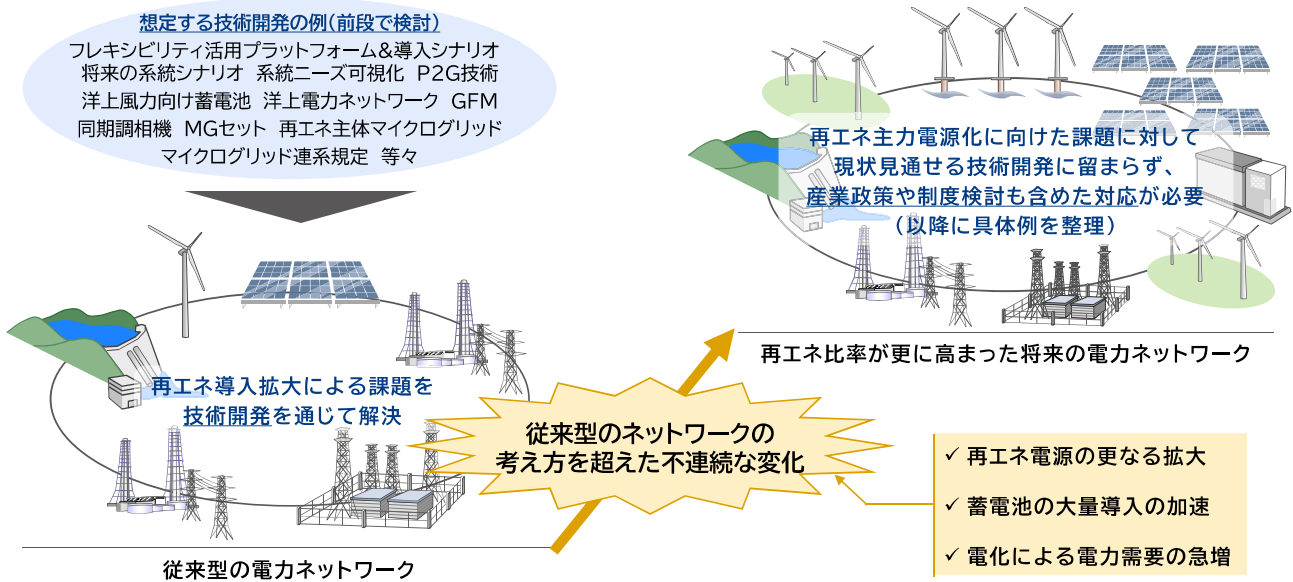 想定する技術開発の例(前段で検討)
フレキシビリティ活用プラットフォーム&導入シナリオ
将来の系統シナリオ 系統ニーズ可視化 P2G技術
洋上風力向け蓄電池 洋上電力ネットワーク GFM
同期調相機 MGセット 再エネ主体マイクログリッド
マイクログリッド連系規定 等々
再エネ導入拡大による課題を
技術開発を通じて解決
従来型の電力ネットワーク
従来型のネットワークの
考え方を超えた不連続な変化
再エネ主力電源化に向けた課題に対して
現状見通せる技術開発に留まらず、
産業政策や制度検討も含めた対応が必要
(以降に具体例を整理)
再エネ比率が更に高まった将来の電力ネットワーク
✓ 再エネ電源の更なる拡大
✓ 蓄電池の大量導入の加速
✓ 電化による電力需要の急増